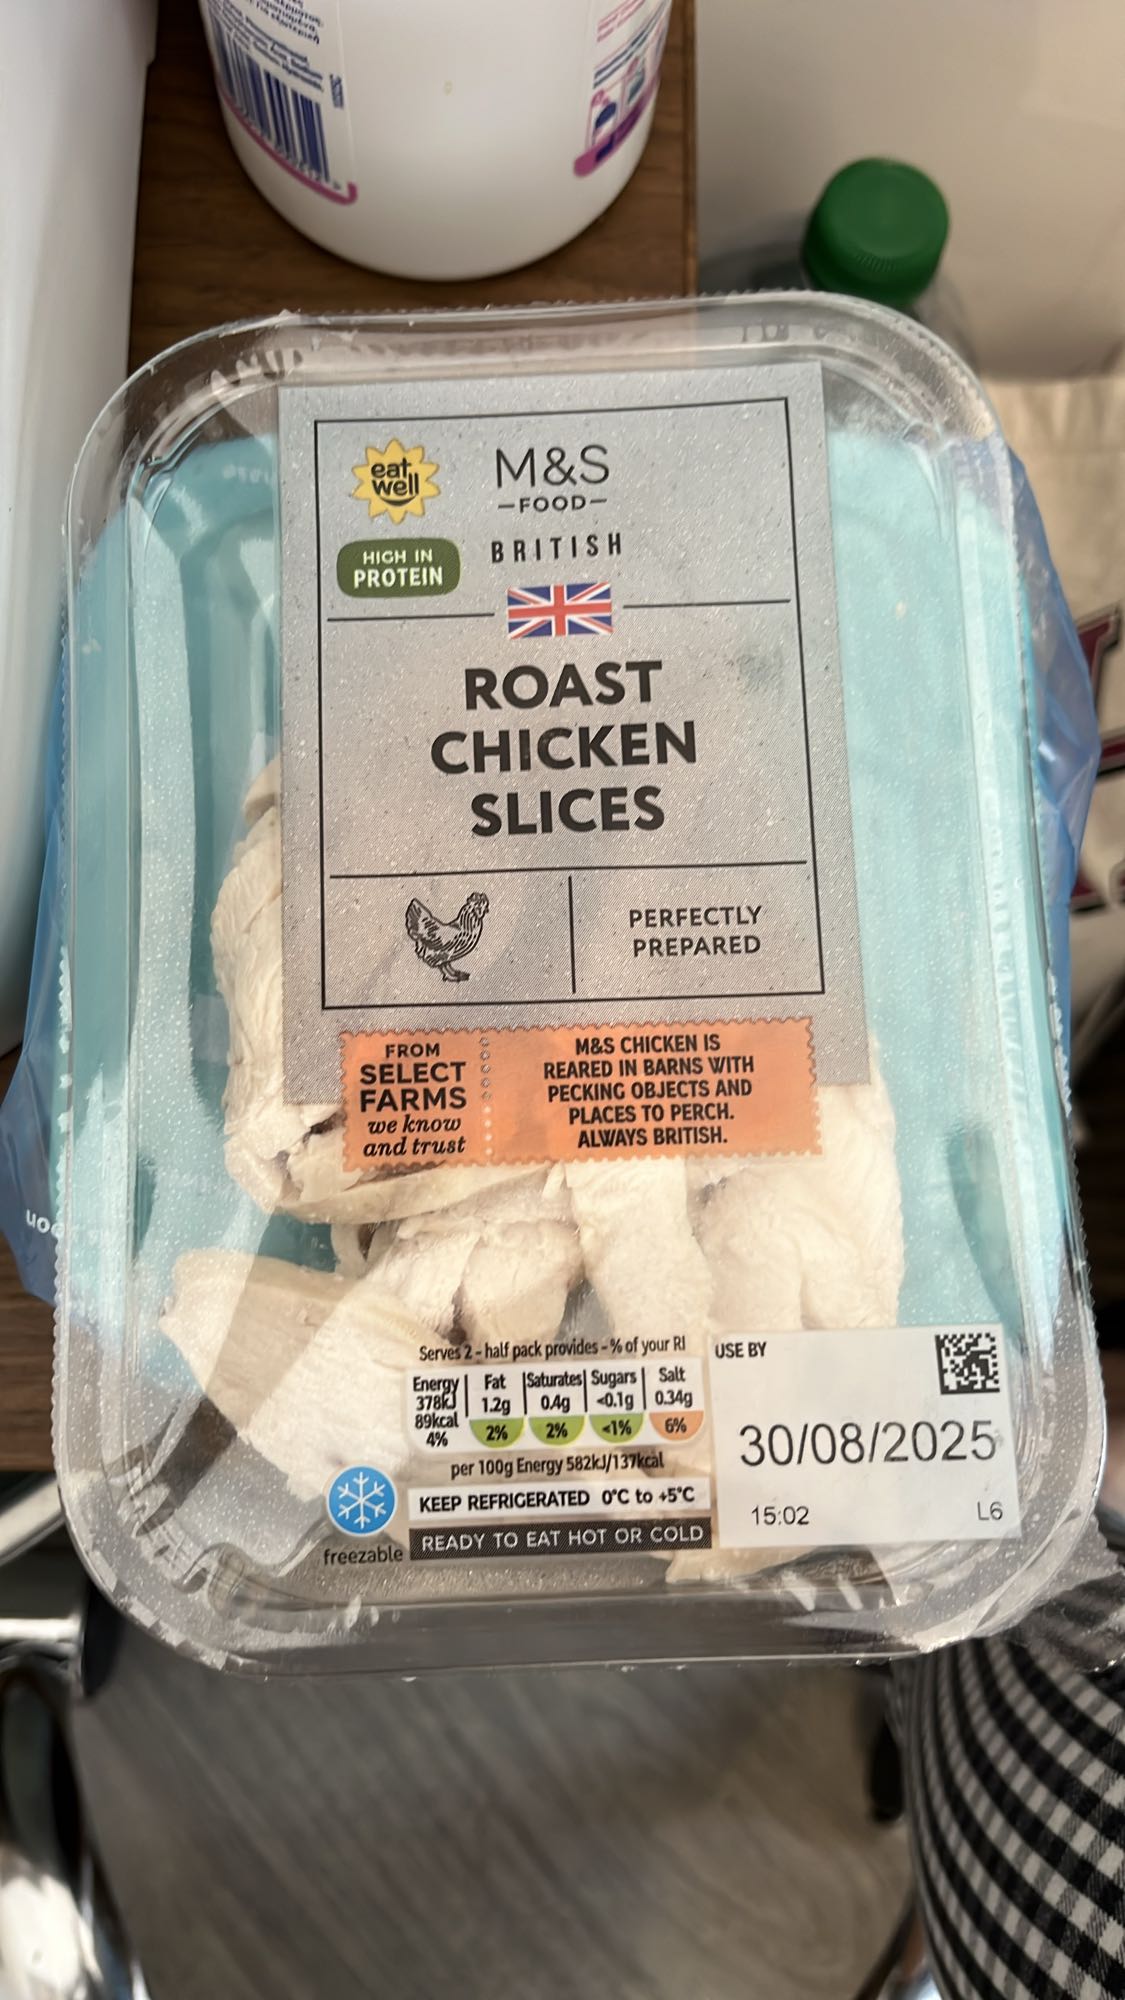 eat
well
M&S
FOOD
HIGH IN
PROTEIN
BRITISH
ROAST
CHICKEN
SLICES
PERFECTLY
PREPARED
FROM
SELECT
FARMS
we know
and trust
M&S CHICKEN IS
REARED IN BARNS WITH
PECKING OBJECTS AND
PLACES TO PERCH.
ALWAYS BRITISH.
Serves 2 - half pack provides - % of your RI
Energy 378kJ 89kcal 4%
Fat 1.2g 2%
Saturates 0.4g 2%
Sugars <0.1g <1%
Salt 0.34g 6%
per 100g Energy 582kJ/137kcal
KEEP REFRIGERATED 0°C to +5°C
READY TO EAT HOT OR COLD
freezable
USE BY
30/08/2025
15:02 L6